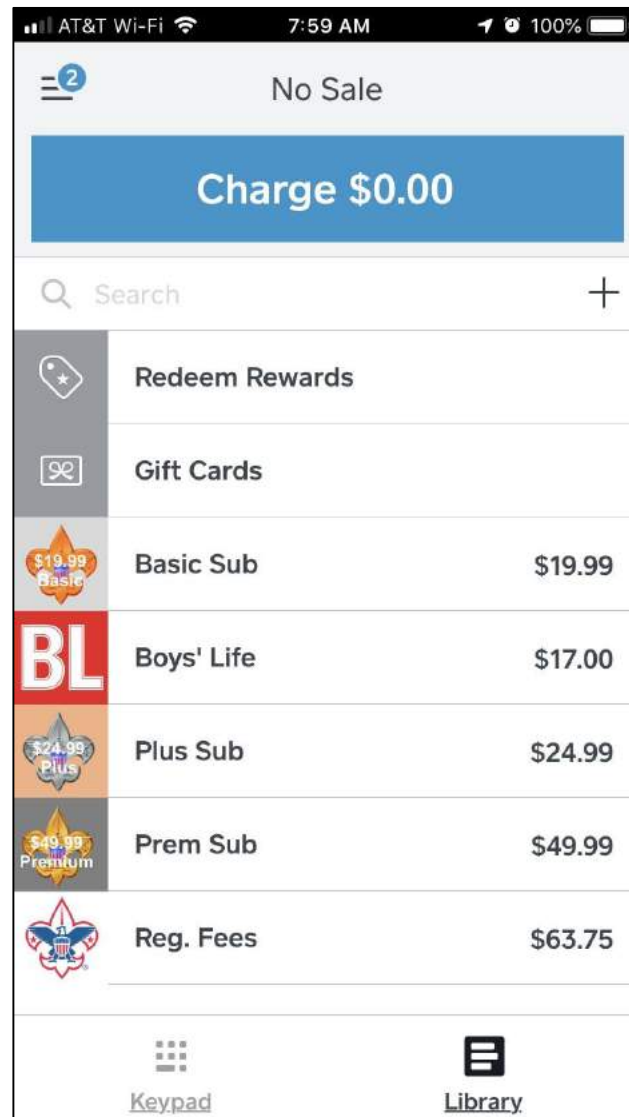 AT&T Wi-Fi 7:59 AM 100%
2 No Sale
Charge $0.00
Search
Redeem Rewards
Gift Cards
$19.99
Basic
Basic Sub $19.99
BL Boys' Life $17.00
$24.99
Plus
Plus Sub $24.99
$49.99
Premium
Prem Sub $49.99
Reg. Fees $63.75
Keypad Library